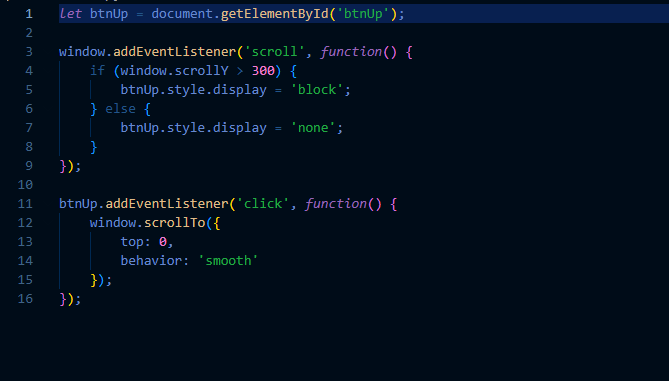 1 let btnUp = document.getElementById('btnUp');
2
3 window.addEventListener('scroll', function() {
4     if (window.scrollY > 300) {
5         btnUp.style.display = 'block';
6     } else {
7         btnUp.style.display = 'none';
8     }
9 });
10
11 btnUp.addEventListener('click', function() {
12     window.scrollTo({
13         top: 0,
14         behavior: 'smooth'
15     });
16 });